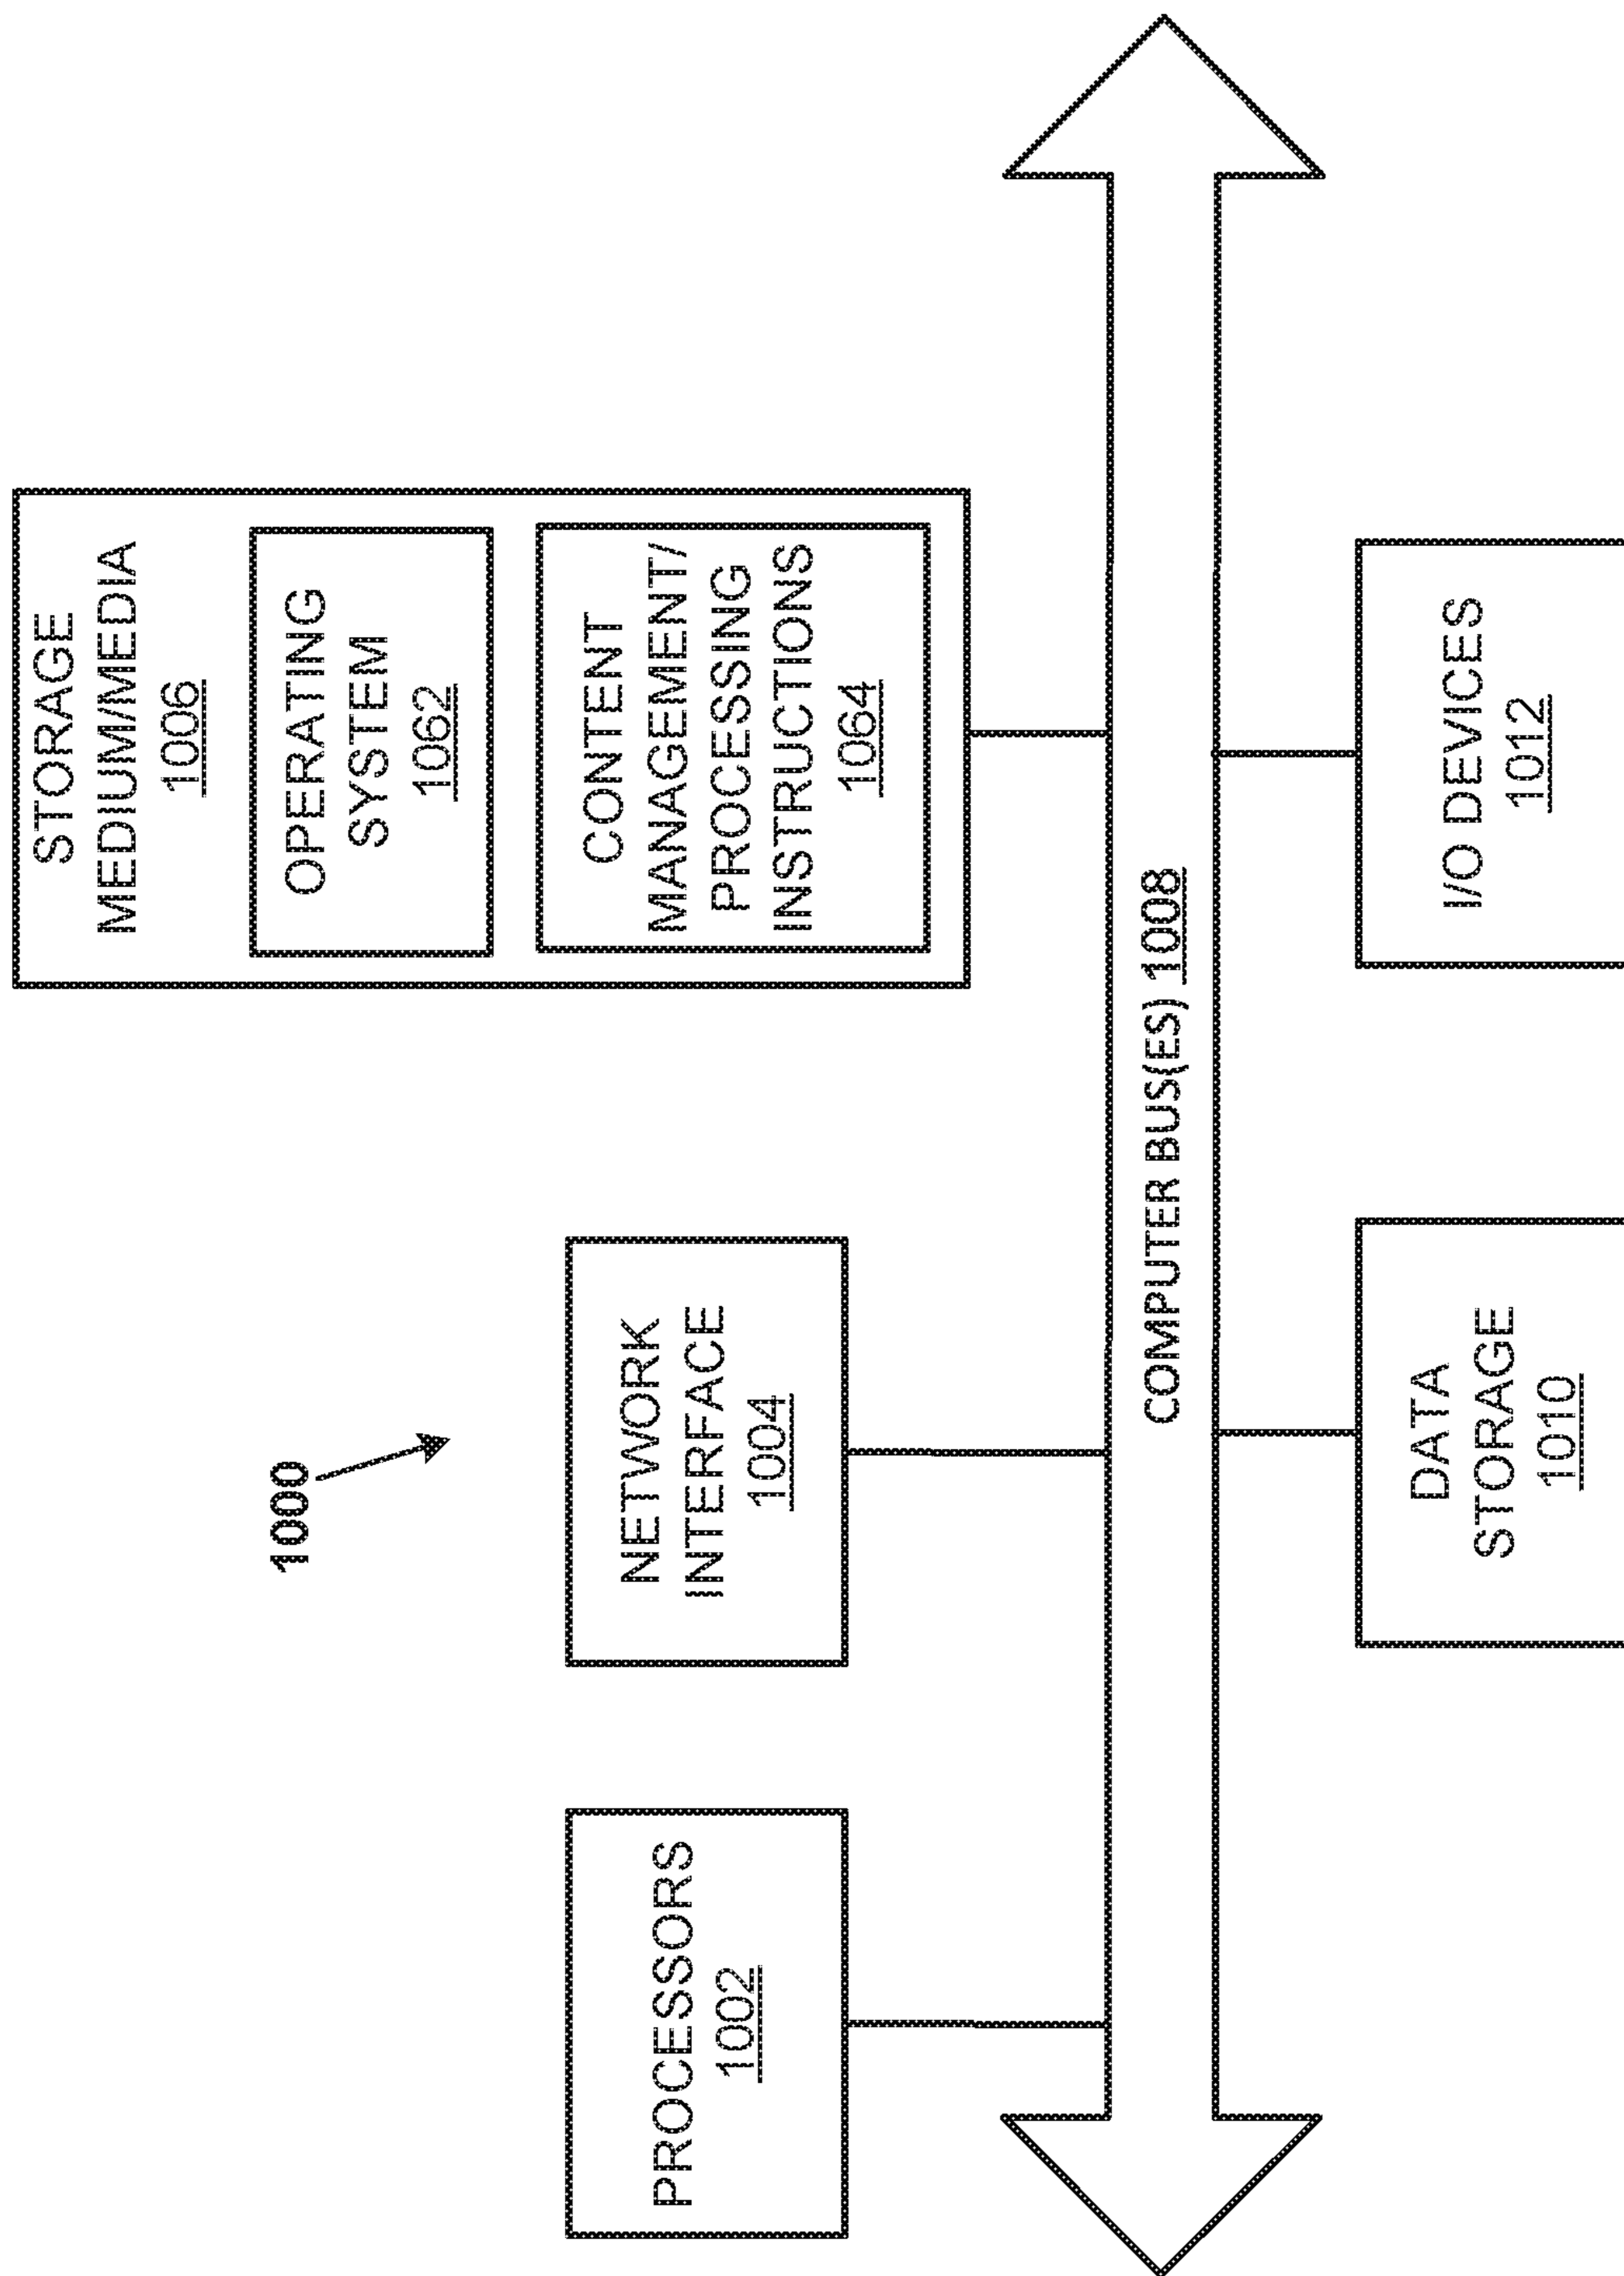 1000
STORAGE
MEDIUM/MEDIA
1006
OPERATING
SYSTEM
1062
CONTENT
MANAGEMENT/
PROCESSING
INSTRUCTIONS
1064
PROCESSORS
1002
NETWORK
INTERFACE
1004
COMPUTER BUS(ES) 1008
DATA
STORAGE
1010
I/O DEVICES
1012